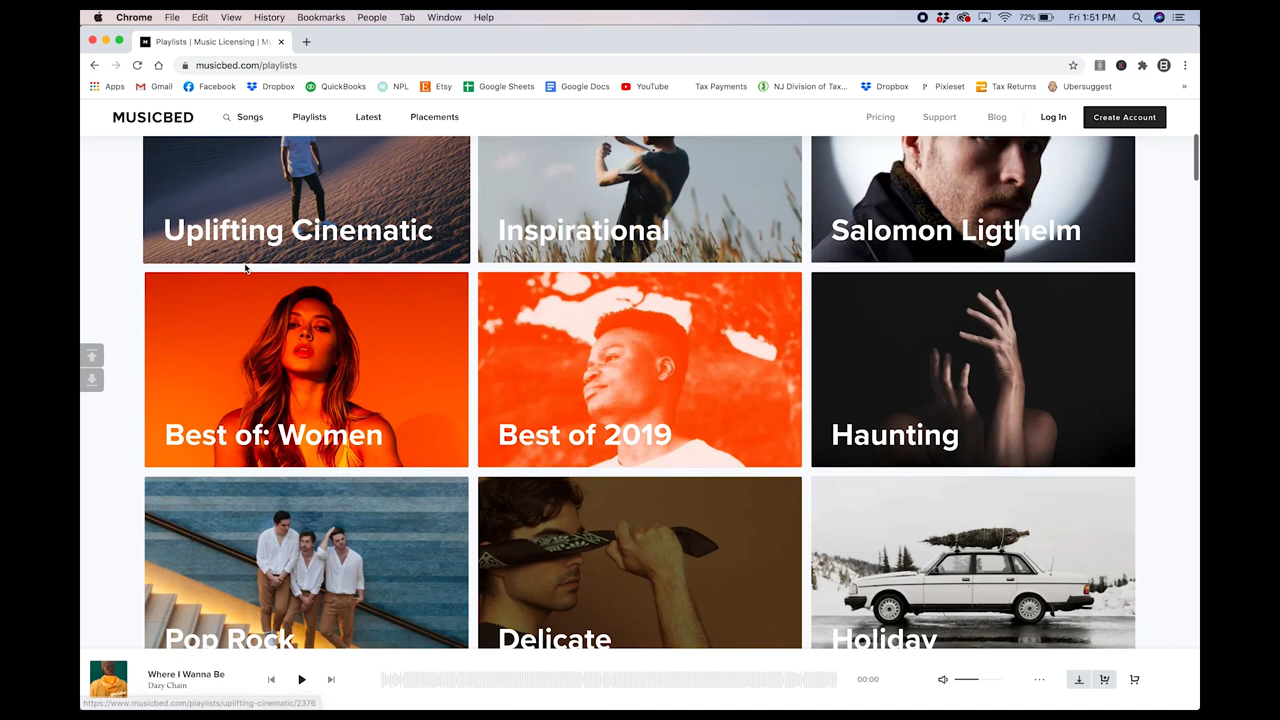 Chrome File Edit View History Bookmarks People Tab Window Help 72% Fri 1:51 PM
Playlists | Music Licensing | Mu
musicbed.com/playlists
Apps Gmail Facebook Dropbox QuickBooks NPL Etsy Google Sheets Google Docs YouTube Tax Payments NJ Division of Tax... Dropbox Pixieset Tax Returns Ubersuggest »
MUSICBED Songs Playlists Latest Placements Pricing Support Blog Log In Create Account
Uplifting Cinematic Inspirational Salomon Ligthelm
Best of: Women Best of 2019 Haunting
Pop Rock Delicate Holiday
Where I Wanna Be
Dazy Chain
00:00
https://www.musicbed.com/playlists/uplifting-cinematic/2376